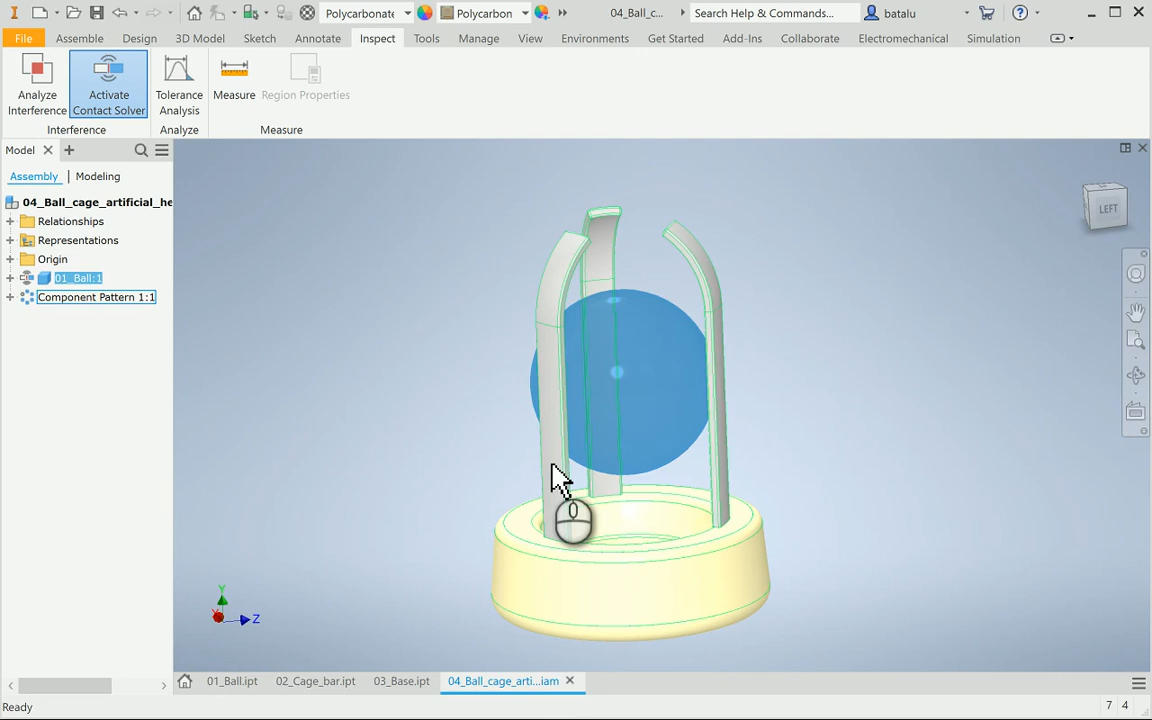 Polycarbonate
Polycarbon
04_Ball_c...
Search Help & Commands...
batalu
File
Assemble
Design
3D Model
Sketch
Annotate
Inspect
Tools
Manage
View
Environments
Get Started
Add-Ins
Collaborate
Electromechanical
Simulation
Analyze
Interference
Activate
Contact Solver
Tolerance
Analysis
Measure
Region Properties
Interference
Analyze
Measure
Model
Assembly
Modeling
04_Ball_cage_artificial_he
Relationships
Representations
Origin
01_Ball:1
Component Pattern 1:1
LEFT
Y
Z
01_Ball.ipt
02_Cage_bar.ipt
03_Base.ipt
04_Ball_cage_arti...iam
Ready
7 4